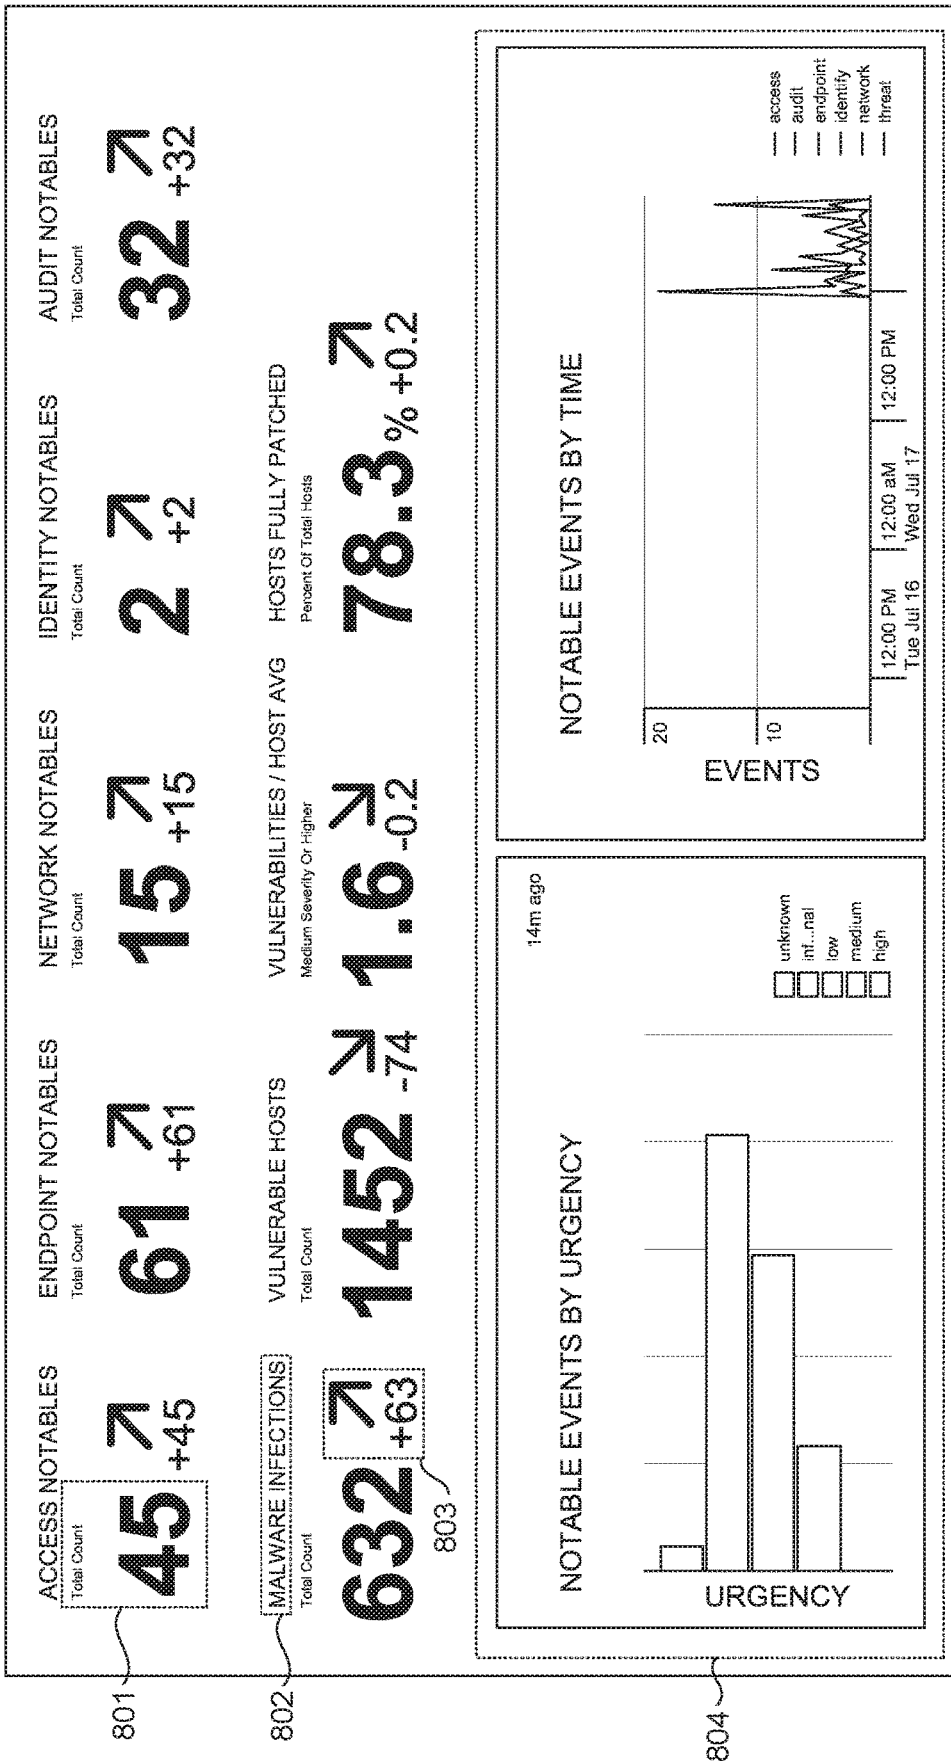 ACCESS NOTABLES
Total Count
45
+45
ENDPOINT NOTABLES
Total Count
61
+61
NETWORK NOTABLES
Total Count
15
+15
IDENTITY NOTABLES
Total Count
2
+2
AUDIT NOTABLES
Total Count
32
+32
801
MALWARE INFECTIONS
Total Count
632
+63
VULNERABLE HOSTS
Total Count
1452
-74
VULNERABILITIES / HOST AVG
Medium Severity Or Higher
1.6
-0.2
HOSTS FULLY PATCHED
Percent Of Total Hosts
78.3%
+0.2
802
803
NOTABLE EVENTS BY URGENCY
14m ago
URGENCY
unknown
inf...nal
low
medium
high
NOTABLE EVENTS BY TIME
EVENTS
20
10
12:00 PM
Tue Jul 16
12:00 aM
Wed Jul 17
12:00 PM
access
audit
endpoint
identify
network
threat
804